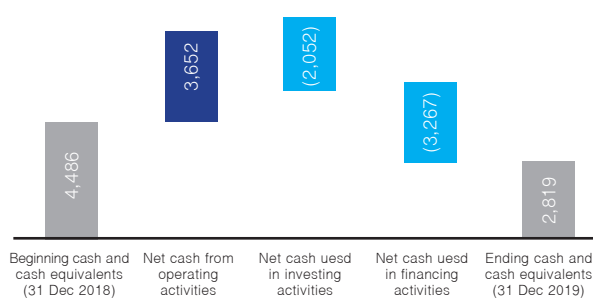 4,486
3,652
(2,052)
(3,267)
2,819
Beginning cash and
cash equivalents
(31 Dec 2018)
Net cash from
operating
activities
Net cash uesd
in investing
activities
Net cash uesd
in financing
activities
Ending cash and
cash equivalents
(31 Dec 2019)